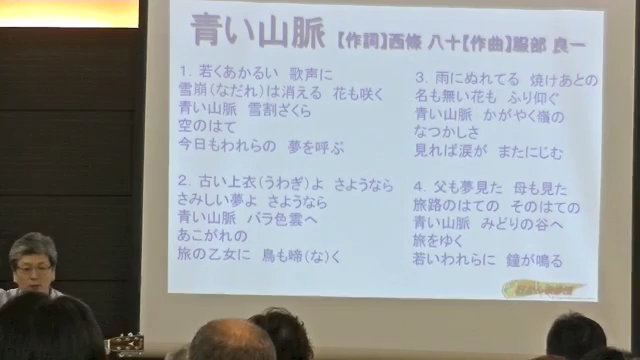 青い山脈 【作詞】西條 八十【作曲】服部 良一
1. 若くあかるい 歌声に
雪崩(なだれ)は消える 花も咲く
青い山脈 雪割ざくら
空のはて
今日もわれらの 夢を呼ぶ
2. 古い上衣(うわぎ)よ さようなら
さみしい夢よ さようなら
青い山脈 バラ色雲へ
あこがれの
旅の乙女に 鳥も啼(な)く
3. 雨にぬれてる 焼けあとの
名も無い花も ふり仰ぐ
青い山脈 かがやく嶺の
なつかしさ
見れば涙が またにじむ
4. 父も夢見た 母も見た
旅路のはての そのはての
青い山脈 みどりの谷へ
旅をゆく
若いわれらに 鐘が鳴る